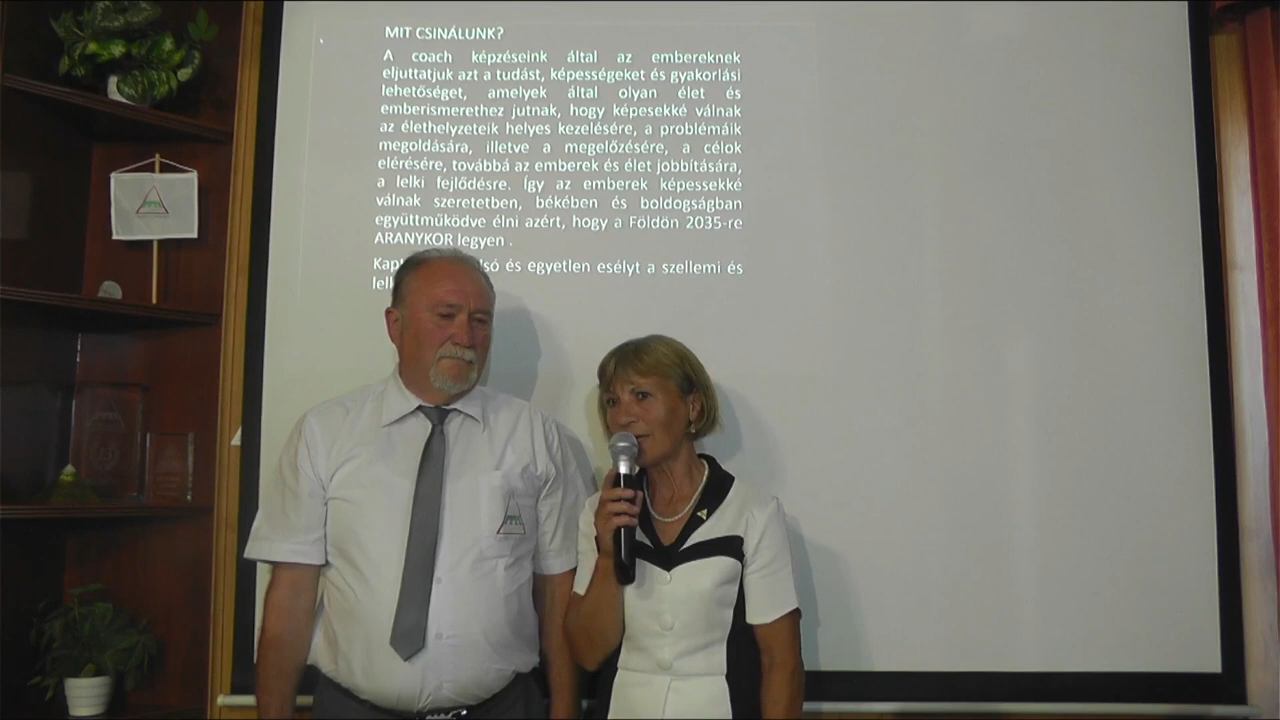 MIT CSINÁLUNK?
A coach képzéseink által az embereknek
eljuttatjuk azt a tudást, képességeket és gyakorlási
lehetőséget, amelyek által olyan élet és
emberismerethez jutnak, hogy képesekké válnak
az élethelyzeteik helyes kezelésére, a problémáik
megoldására, illetve a megelőzésére, a célok
elérésére, továbbá az emberek és élet jobbítására,
a lelki fejlődésre. Így az emberek képessekké
válnak szeretetben, békében és boldogságban
együttműködve élni azért, hogy a Földön 2035-re
ARANYKOR legyen .
és egyetlen esélyt a szellemi és